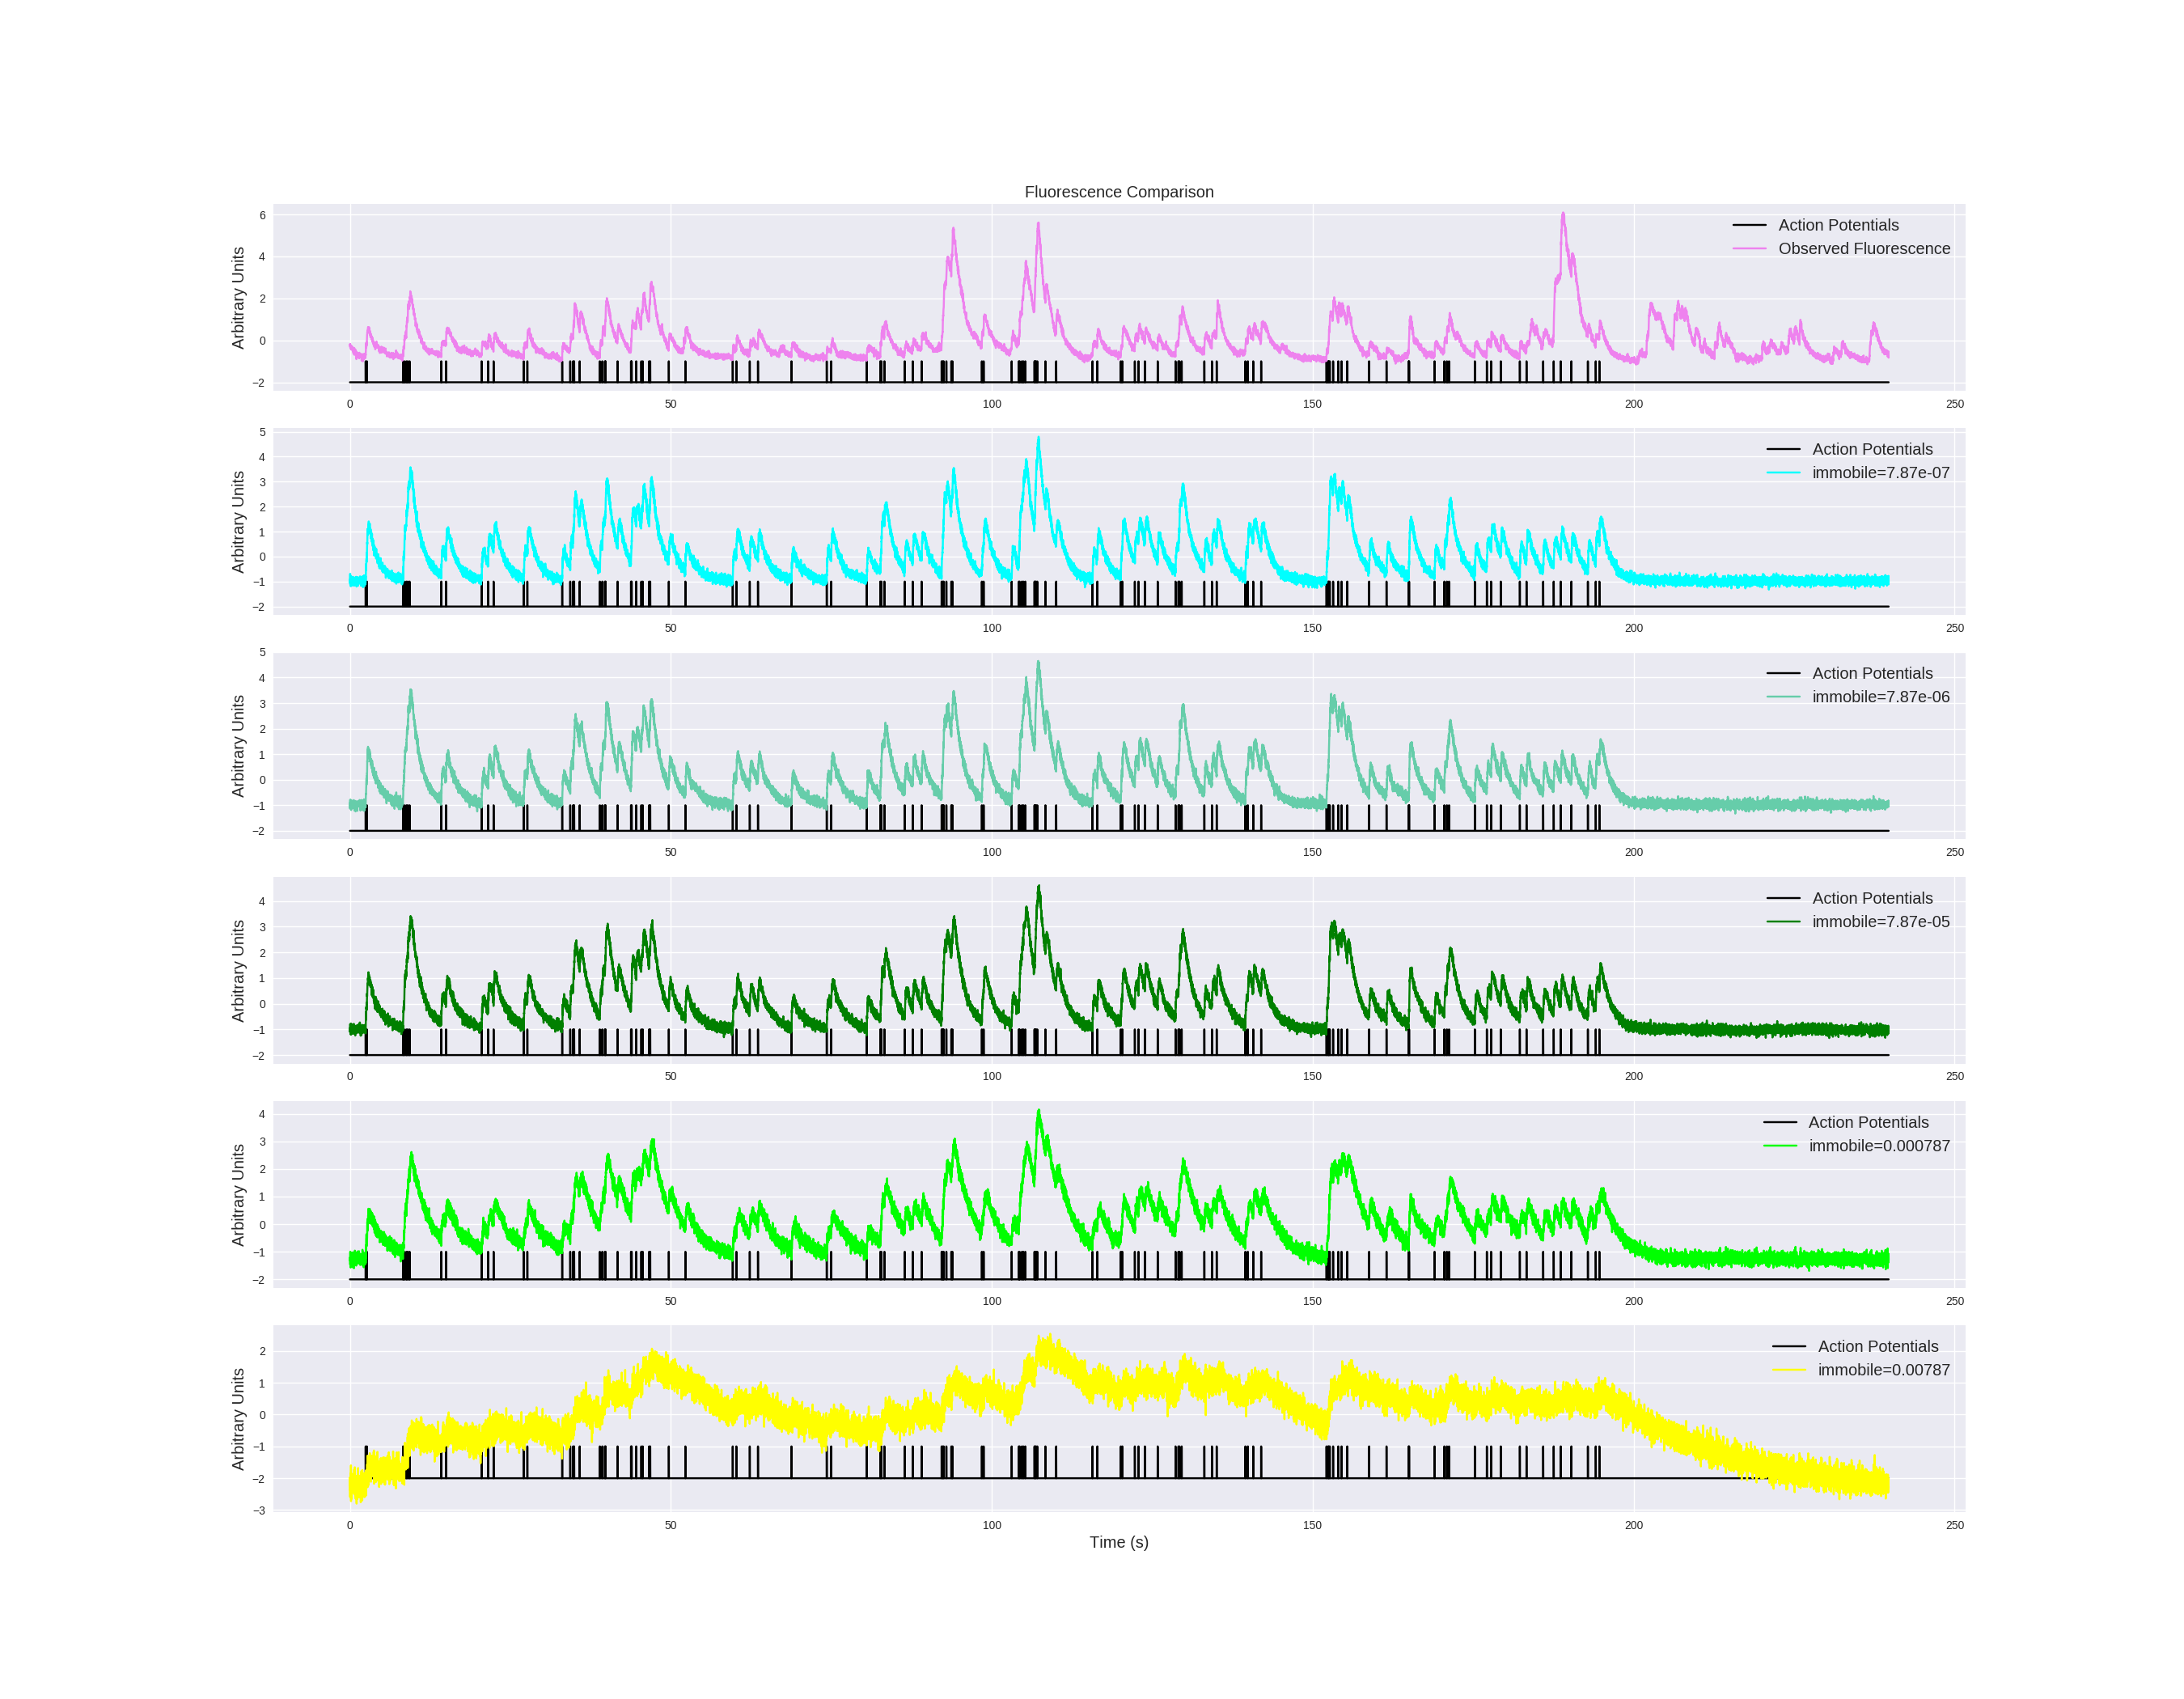 Fluorescence Comparison
Arbitrary Units
6
4
2
0
−2
Action Potentials
Observed Fluorescence
0 50 100 150 200 250
Arbitrary Units
5
4
3
2
1
0
−1
−2
Action Potentials
immobile=7.87e-07
0 50 100 150 200 250
Arbitrary Units
5
4
3
2
1
0
−1
−2
Action Potentials
immobile=7.87e-06
0 50 100 150 200 250
Arbitrary Units
4
3
2
1
0
−1
−2
Action Potentials
immobile=7.87e-05
0 50 100 150 200 250
Arbitrary Units
4
3
2
1
0
−1
−2
Action Potentials
immobile=0.000787
0 50 100 150 200 250
Arbitrary Units
2
1
0
−1
−2
−3
Action Potentials
immobile=0.00787
0 50 100 150 200 250
Time (s)